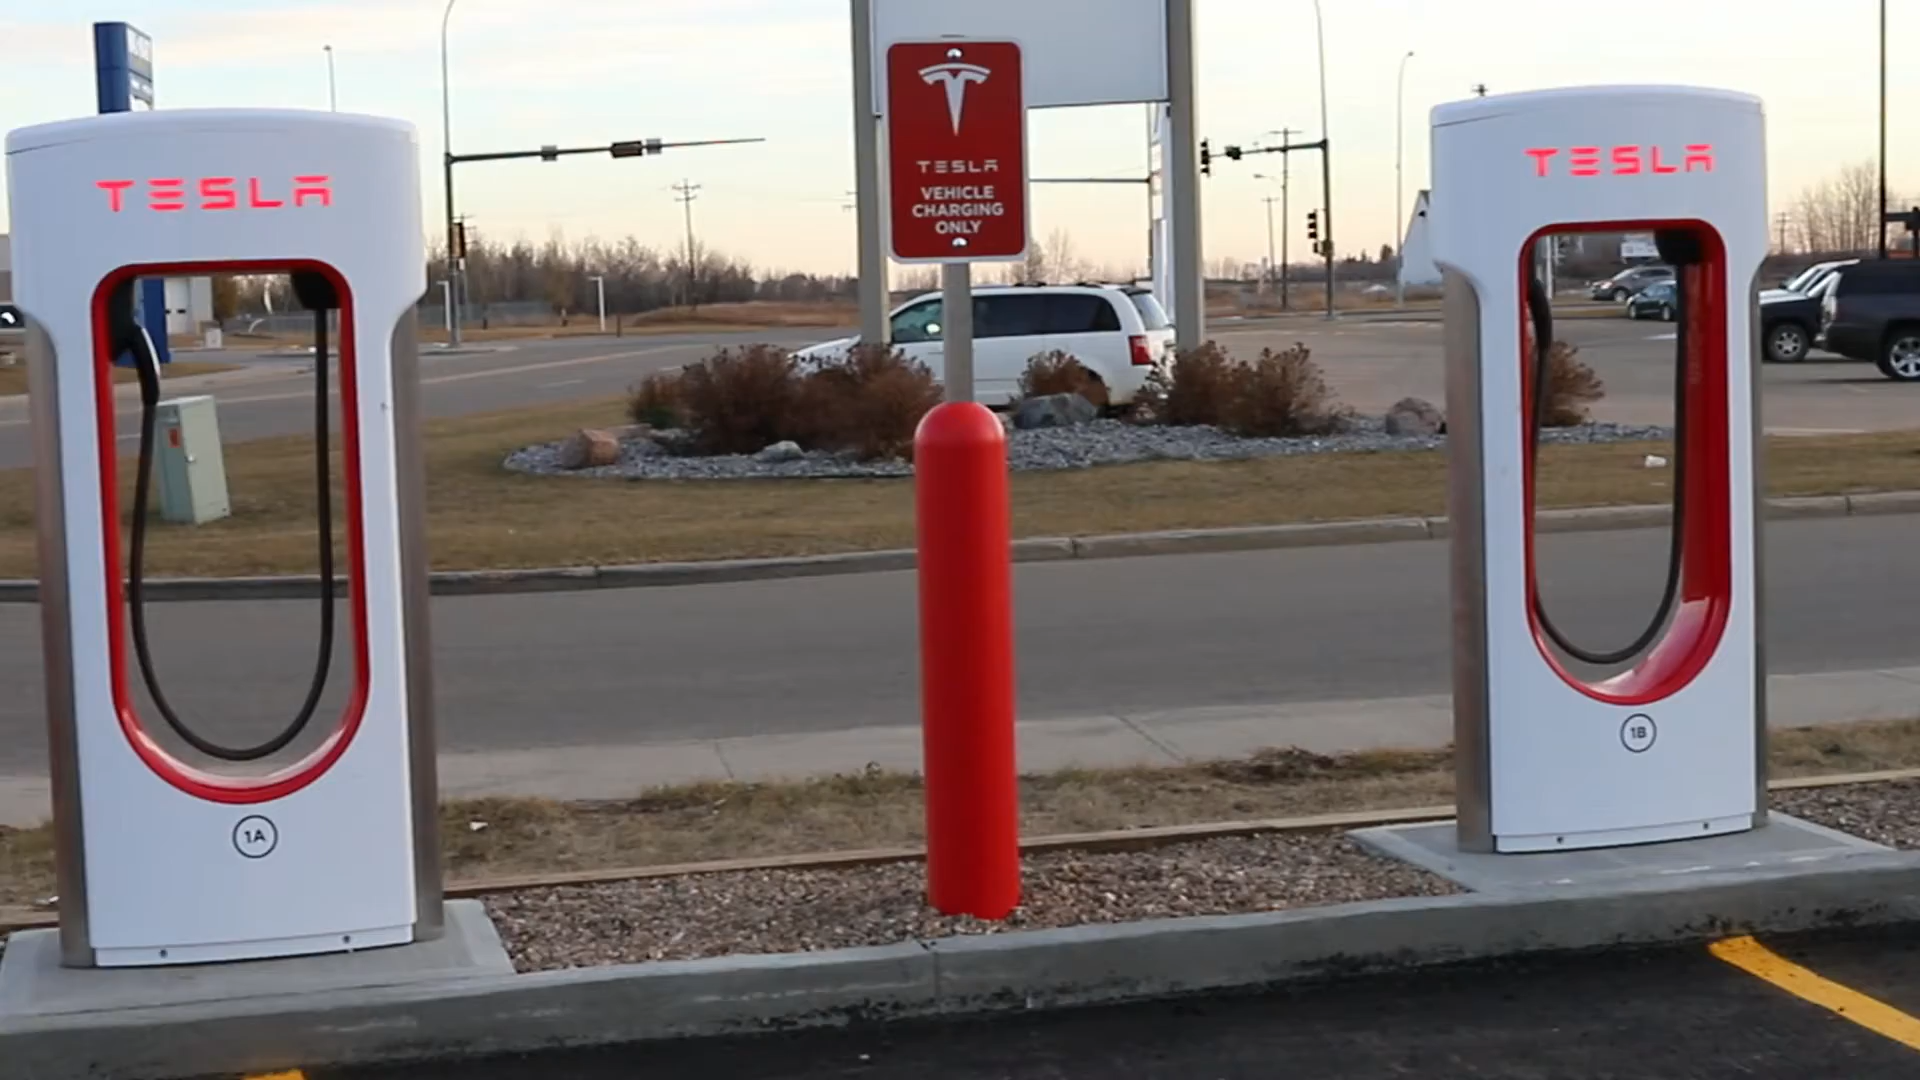 TESLA
TESLA
VEHICLE
CHARGING
ONLY
TESLA
1A
1B